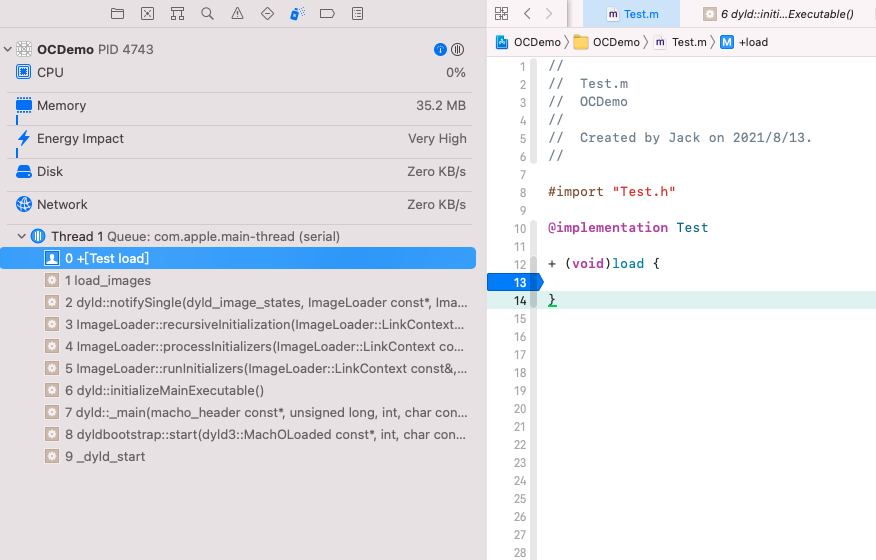 OCDemo PID 4743
CPU 0%
Memory 35.2 MB
Energy Impact Very High
Disk Zero KB/s
Network Zero KB/s
Thread 1 Queue: com.apple.main-thread (serial)
0 +[Test load]
1 load_images
2 dyld::notifySingle(dyld_image_states, ImageLoader const*, Ima...
3 ImageLoader::recursiveInitialization(ImageLoader::LinkContext...
4 ImageLoader::processInitializers(ImageLoader::LinkContext co...
5 ImageLoader::runInitializers(ImageLoader::LinkContext const&,...
6 dyld::initializeMainExecutable()
7 dyld::_main(macho_header const*, unsigned long, int, char con...
8 dyldbootstrap::start(dyld3::MachOLoaded const*, int, char con...
9 _dyld_start
m Test.m 6 dyld::initi...Executable()
OCDemo OCDemo m Test.m M +load
1 //
2 //  Test.m
3 //  OCDemo
4 //
5 //  Created by Jack on 2021/8/13.
6 //
7
8 #import "Test.h"
9
10 @implementation Test
11
12 + (void)load {
13
14 }
15
16
17
18
19
20
21
22
23
24
25
26
27
28